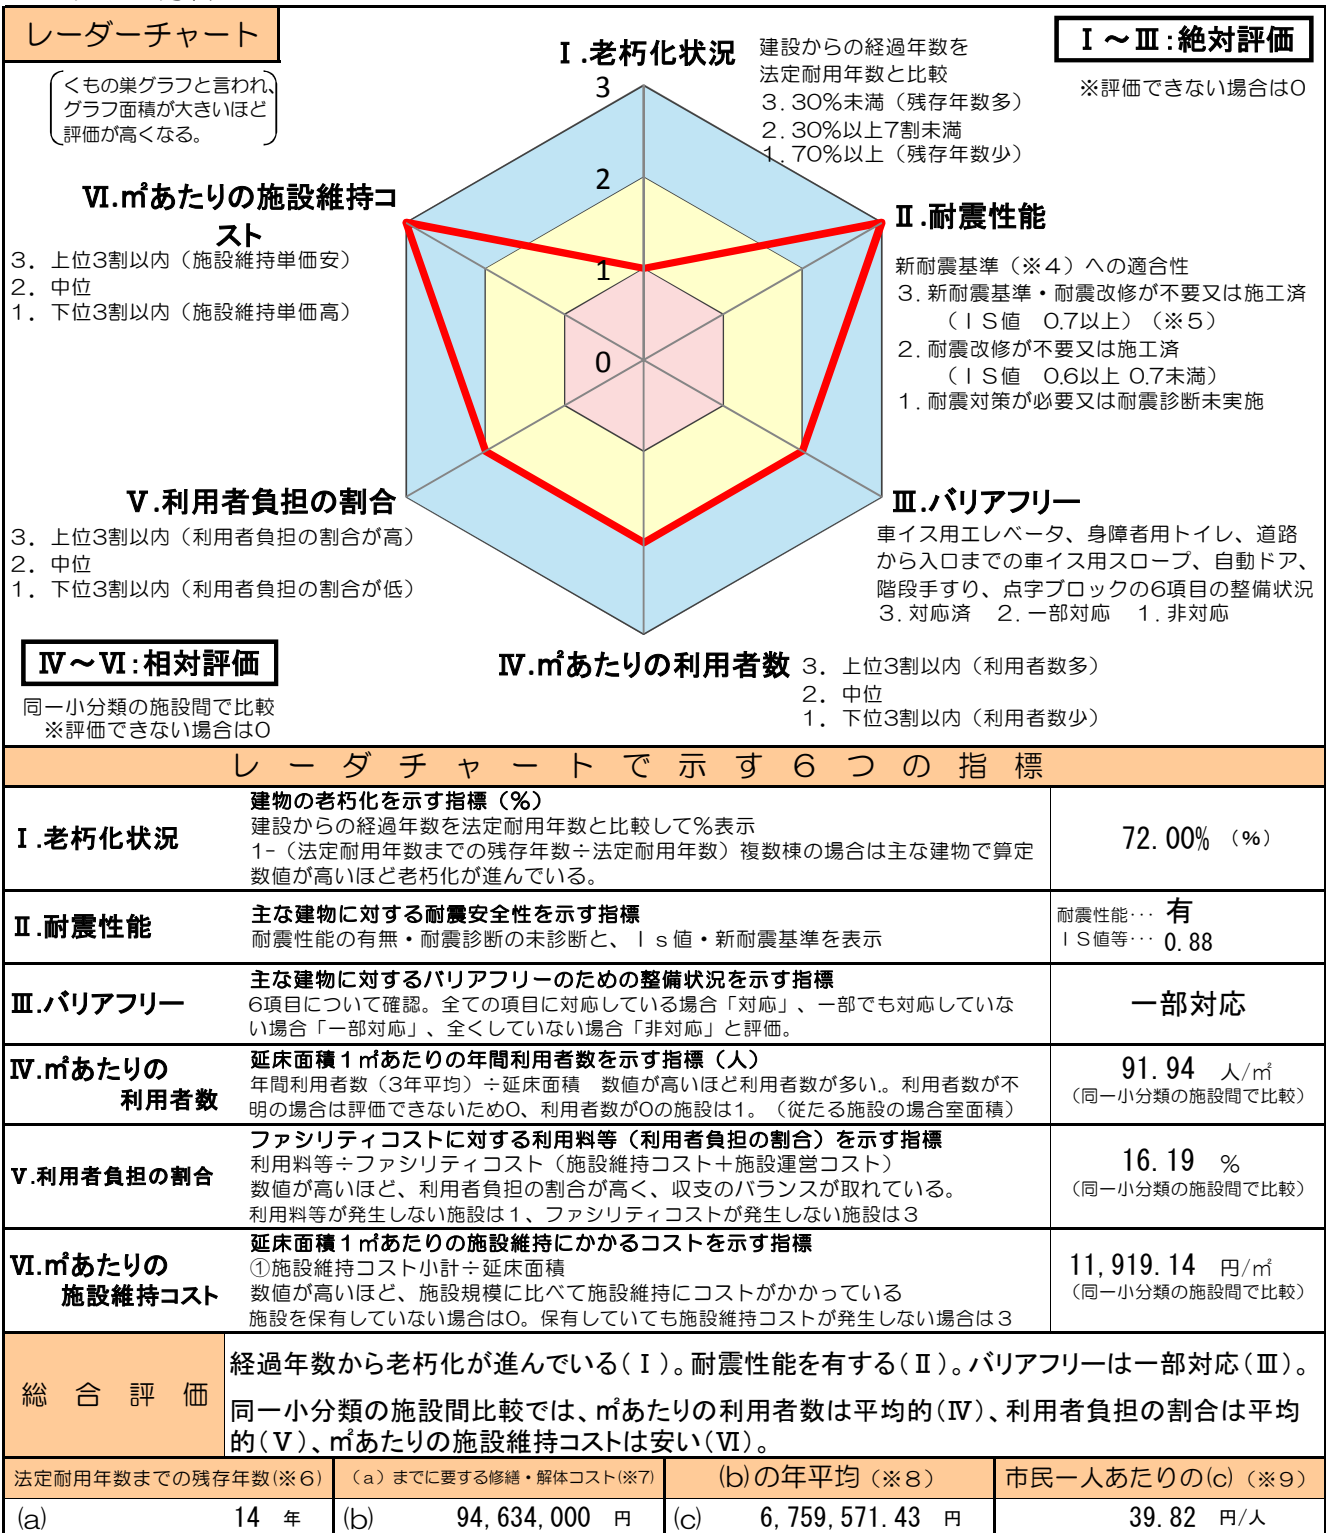 レーダーチャート
くもの巣グラフと言われ、
グラフ面積が大きいほど
評価が高くなる。
Ⅰ～Ⅲ：絶対評価
※評価できない場合は0
Ⅰ.老朽化状況
建設からの経過年数を
法定耐用年数と比較
3. 30%未満（残存年数多）
2. 30%以上7割未満
1. 70%以上（残存年数少）
3
2
1
0
Ⅱ.耐震性能
新耐震基準（※4）への適合性
3. 新耐震基準・耐震改修が不要又は施工済
（ＩＳ値　0.7以上）（※5）
2. 耐震改修が不要又は施工済
（ＩＳ値　0.6以上 0.7未満）
1. 耐震対策が必要又は耐震診断未実施
Ⅵ.㎡あたりの施設維持コ
スト
3. 上位3割以内（施設維持単価安）
2. 中位
1. 下位3割以内（施設維持単価高）
Ⅴ.利用者負担の割合
3. 上位3割以内（利用者負担の割合が高）
2. 中位
1. 下位3割以内（利用者負担の割合が低）
Ⅲ.バリアフリー
車イス用エレベータ、身障者用トイレ、道路
から入口までの車イス用スロープ、自動ドア、
階段手すり、点字ブロックの6項目の整備状況
3. 対応済　2. 一部対応　1. 非対応
Ⅳ～Ⅵ：相対評価
同一小分類の施設間で比較
※評価できない場合は0
Ⅳ.㎡あたりの利用者数
3. 上位3割以内（利用者数多）
2. 中位
1. 下位3割以内（利用者数少）
レーダチャートで示す6つの指標
Ⅰ.老朽化状況
建物の老朽化を示す指標（%）
建設からの経過年数を法定耐用年数と比較して%表示
1-（法定耐用年数までの残存年数÷法定耐用年数）複数棟の場合は主な建物で算定
数値が高いほど老朽化が進んでいる。
72.00% （%）
Ⅱ.耐震性能
主な建物に対する耐震安全性を示す指標
耐震性能の有無・耐震診断の未診断と、Ｉｓ値・新耐震基準を表示
耐震性能… 有
ＩＳ値等… 0.88
Ⅲ.バリアフリー
主な建物に対するバリアフリーのための整備状況を示す指標
6項目について確認。全ての項目に対応している場合「対応」、一部でも対応していな
い場合「一部対応」、全くしていない場合「非対応」と評価。
一部対応
Ⅳ.㎡あたりの
利用者数
延床面積１㎡あたりの年間利用者数を示す指標（人）
年間利用者数（3年平均）÷延床面積　数値が高いほど利用者数が多い。利用者数が不
明の場合は評価できないため0、利用者数が0の施設は1。（従たる施設の場合室面積）
91.94 人/㎡
（同一小分類の施設間で比較）
Ⅴ.利用者負担の割合
ファシリティコストに対する利用料等（利用者負担の割合）を示す指標
利用料等÷ファシリティコスト（施設維持コスト＋施設運営コスト）
数値が高いほど、利用者負担の割合が高く、収支のバランスが取れている。
利用料等が発生しない施設は１、ファシリティコストが発生しない施設は３
16.19 %
（同一小分類の施設間で比較）
Ⅵ.㎡あたりの
施設維持コスト
延床面積１㎡あたりの施設維持にかかるコストを示す指標
①施設維持コスト小計÷延床面積
数値が高いほど、施設規模に比べて施設維持にコストがかかっている
施設を保有していない場合は0。保有していても施設維持コストが発生しない場合は３
11,919.14 円/㎡
（同一小分類の施設間で比較）
総合評価
経過年数から老朽化が進んでいる(Ⅰ)。耐震性能を有する(Ⅱ)。バリアフリーは一部対応(Ⅲ)。
同一小分類の施設間比較では、㎡あたりの利用者数は平均的(Ⅳ)、利用者負担の割合は平均
的(Ⅴ)、㎡あたりの施設維持コストは安い(Ⅵ)。
法定耐用年数までの残存年数(※6)
（a）までに要する修繕・解体コスト(※7)
(b)の年平均（※8）
市民一人あたりの(c)（※9）
(a) 14 年
(b) 94,634,000 円
(c) 6,759,571.43 円
39.82 円/人